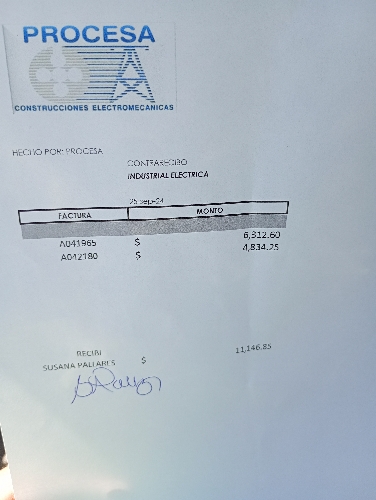 PROCESA
CONSTRUCCIONES ELECTROMECANICAS
HECHO POR: PROCESA
CONTRARECIBO
INDUSTRIAL ELECTRICA
25-sep-24
FACTURA MONTO
A041965 $ 6,312.60
A042180 $ 4,834.25
RECIBI
SUSANA PALLARES $ 11,146.85